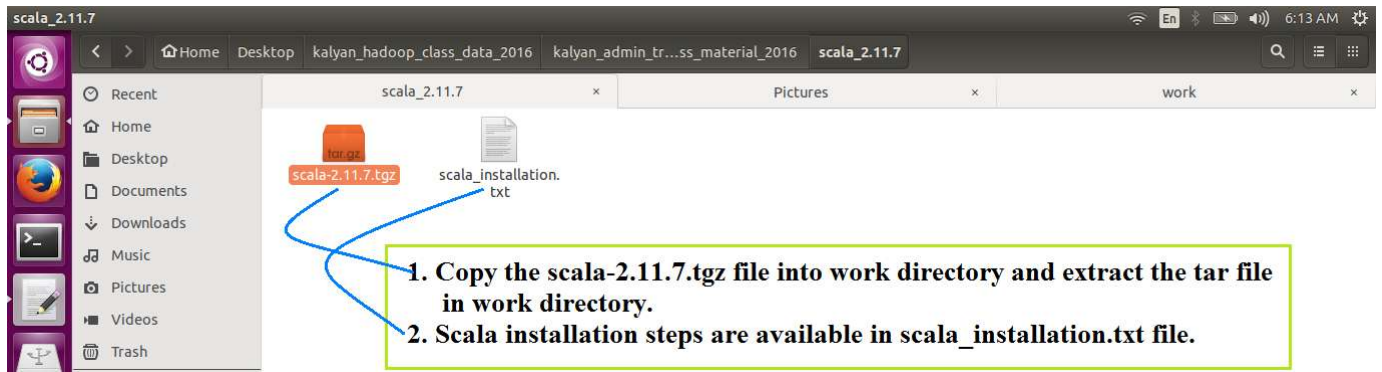 scala_2.11.7
En
6:13 AM
Home Desktop kalyan_hadoop_class_data_2016 kalyan_admin_tr...ss_material_2016 scala_2.11.7
Recent
Home
Desktop
Documents
Downloads
Music
Pictures
Videos
Trash
scala_2.11.7 × Pictures × work ×
tar.gz
scala-2.11.7.tgz
scala_installation.
txt
1. Copy the scala-2.11.7.tgz file into work directory and extract the tar file
in work directory.
2. Scala installation steps are available in scala_installation.txt file.